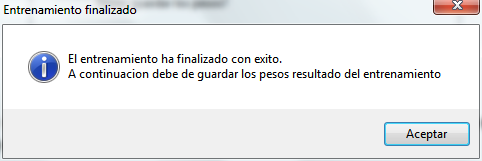 Entrenamiento finalizado
El entrenamiento ha finalizado con exito.
A continuacion debe de guardar los pesos resultado del entrenamiento
Aceptar